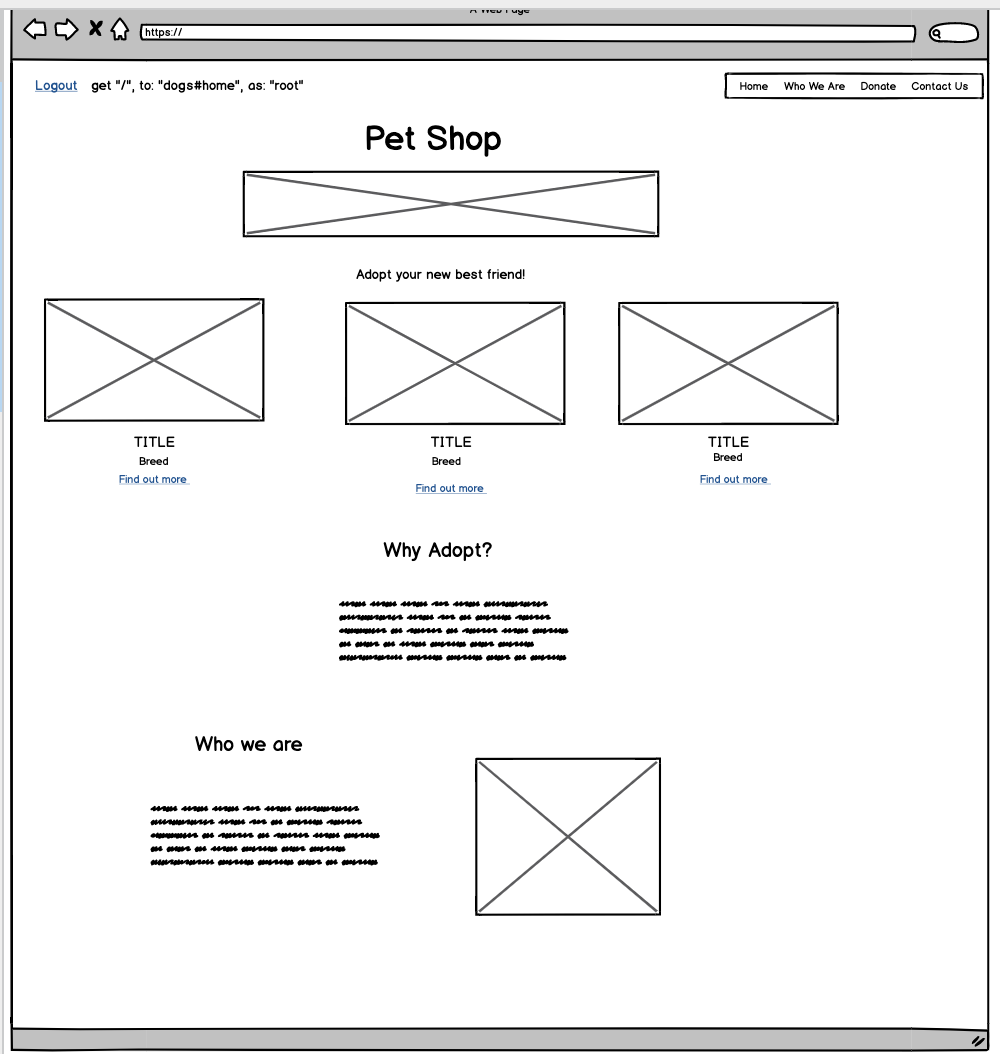 A Web Page
https://
Logout get "/", to: "dogs#home", as: "root"
Home Who We Are Donate Contact Us
Pet Shop
Adopt your new best friend!
TITLE TITLE TITLE
Breed Breed Breed
Find out more Find out more Find out more
Why Adopt?
Who we are